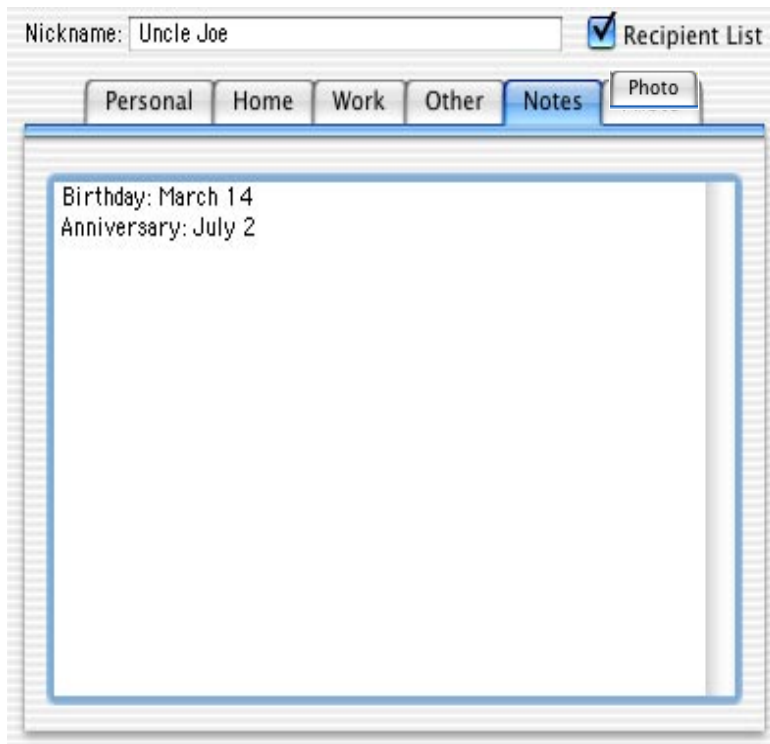 Nickname: Uncle Joe Recipient List
Personal Home Work Other Notes Photo
Birthday: March 14
Anniversary: July 2